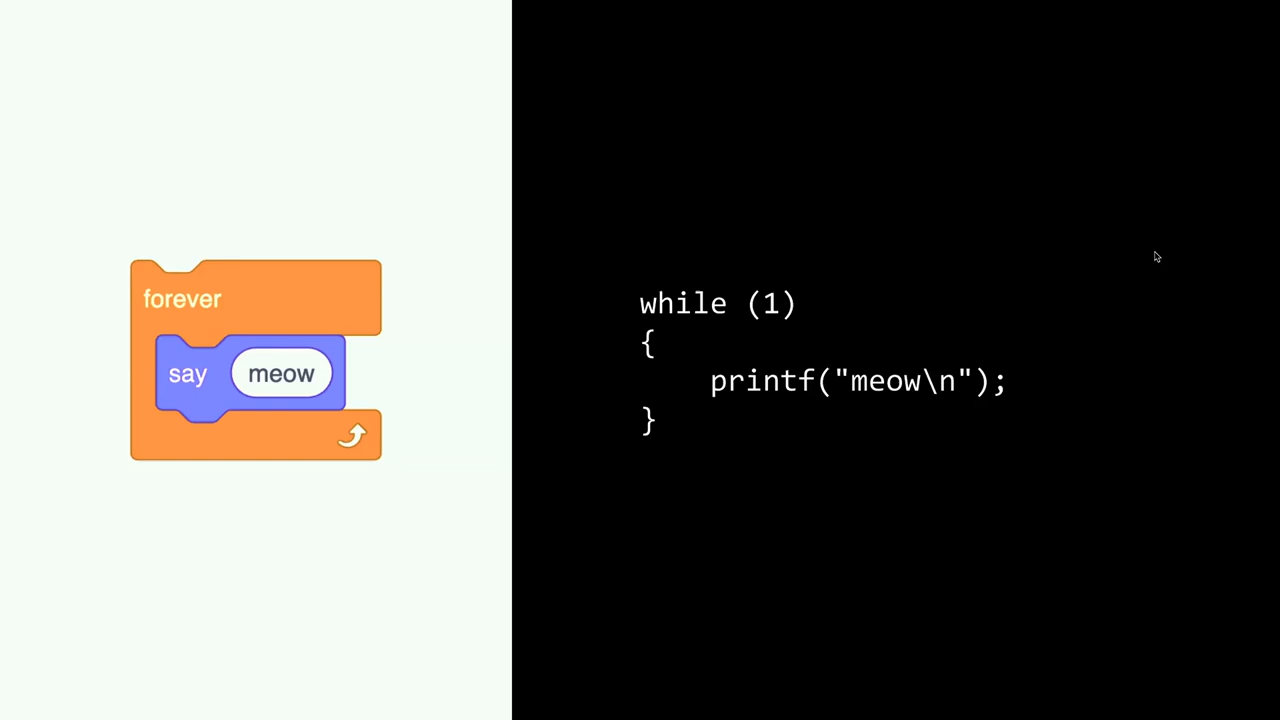 forever
say meow
while (1)
{
    printf("meow\n");
}